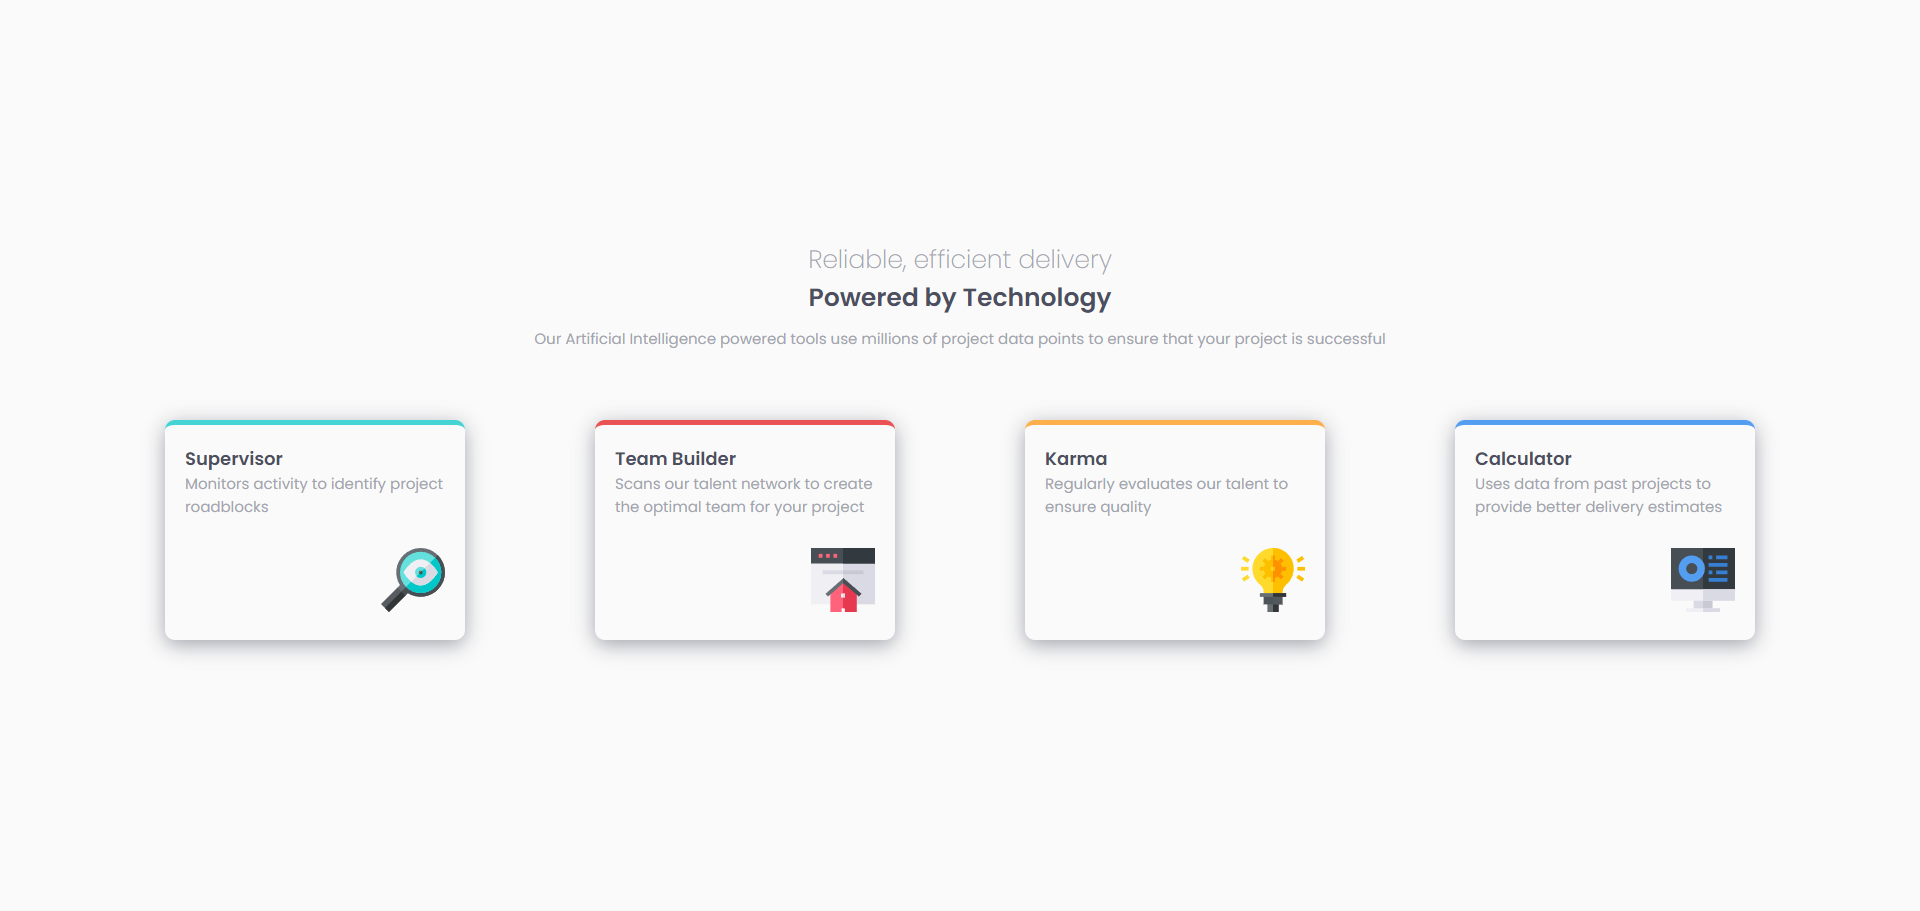 Reliable, efficient delivery
Powered by Technology
Our Artificial Intelligence powered tools use millions of project data points to ensure that your project is successful
Supervisor
Monitors activity to identify project
roadblocks
Team Builder
Scans our talent network to create
the optimal team for your project
Karma
Regularly evaluates our talent to
ensure quality
Calculator
Uses data from past projects to
provide better delivery estimates